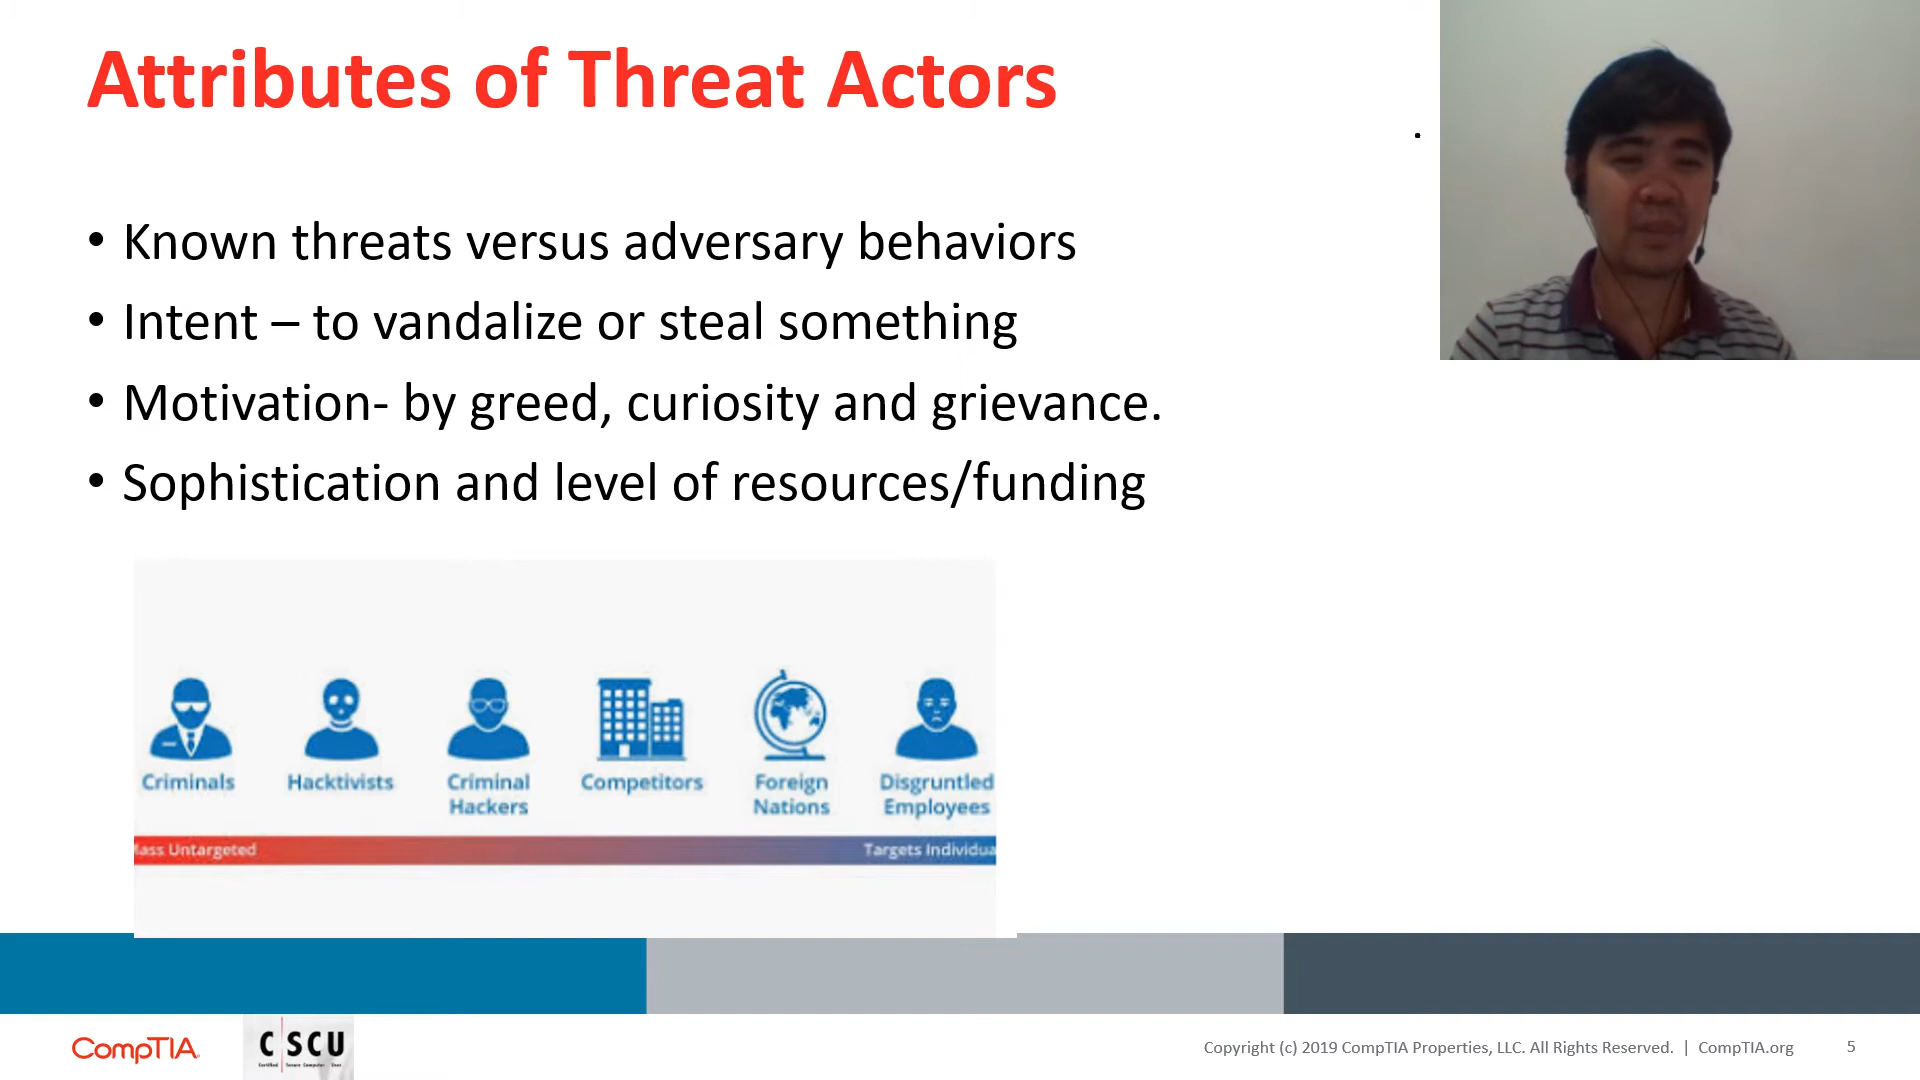 Attributes of Threat Actors
• Known threats versus adversary behaviors
• Intent – to vandalize or steal something
• Motivation- by greed, curiosity and grievance.
• Sophistication and level of resources/funding
Criminals
Hacktivists
Criminal
Hackers
Competitors
Foreign
Nations
Disgruntled
Employees
ass Untargeted
Targets Individua
CompTIA
CSCU
Certified Secure Computer User
Copyright (c) 2019 CompTIA Properties, LLC. All Rights Reserved. | CompTIA.org
5